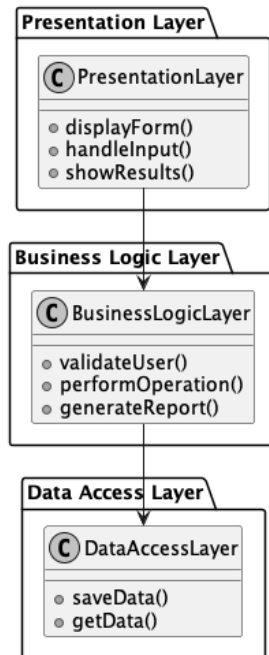 Presentation Layer
C PresentationLayer
displayForm()
handleInput()
showResults()
Business Logic Layer
C BusinessLogicLayer
validateUser()
performOperation()
generateReport()
Data Access Layer
C DataAccessLayer
saveData()
getData()